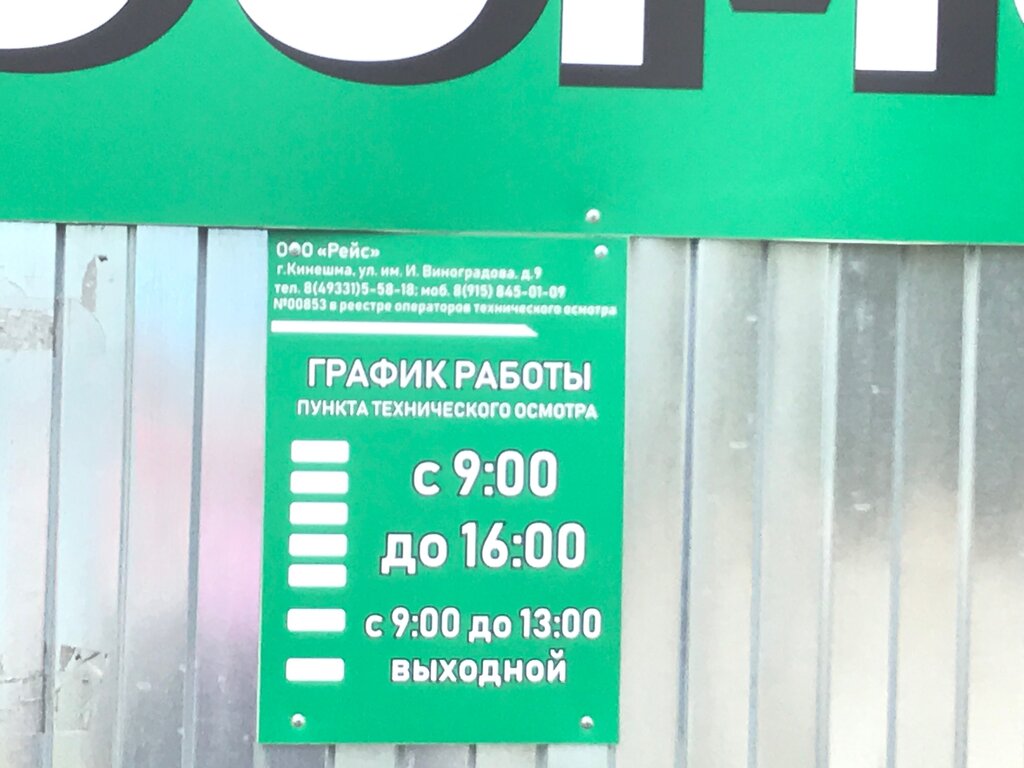 ООО «Рейс»
г.Кинешма, ул. им. И. Виноградова, д.9
тел. 8(49331)5-58-18; моб. 8(915) 845-01-09
№00853 в реестре операторов технического осмотра
ГРАФИК РАБОТЫ
ПУНКТА ТЕХНИЧЕСКОГО ОСМОТРА
с 9:00
до 16:00
с 9:00 до 13:00
выходной